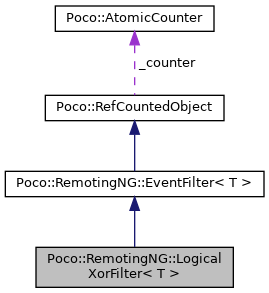 Poco::AtomicCounter
_counter
Poco::RefCountedObject
Poco::RemotingNG::EventFilter< T >
Poco::RemotingNG::Logical
XorFilter< T >